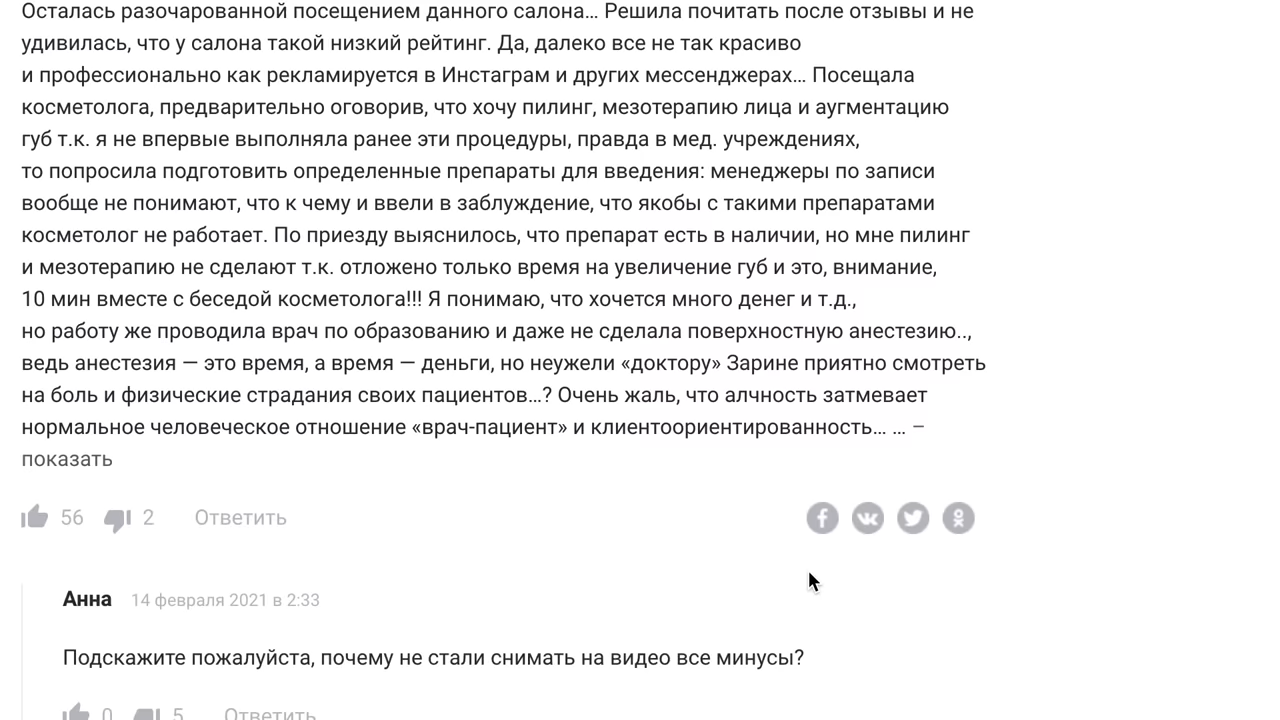 Осталась разочарованной посещением данного салона… Решила почитать после отзывы и не
удивилась, что у салона такой низкий рейтинг. Да, далеко все не так красиво
и профессионально как рекламируется в Инстаграм и других мессенджерах… Посещала
косметолога, предварительно оговорив, что хочу пилинг, мезотерапию лица и аугментацию
губ т.к. я не впервые выполняла ранее эти процедуры, правда в мед. учреждениях,
то попросила подготовить определенные препараты для введения: менеджеры по записи
вообще не понимают, что к чему и ввели в заблуждение, что якобы с такими препаратами
косметолог не работает. По приезду выяснилось, что препарат есть в наличии, но мне пилинг
и мезотерапию не сделают т.к. отложено только время на увеличение губ и это, внимание,
10 мин вместе с беседой косметолога!!! Я понимаю, что хочется много денег и т.д.,
но работу же проводила врач по образованию и даже не сделала поверхностную анестезию..,
ведь анестезия — это время, а время — деньги, но неужели «доктору» Зарине приятно смотреть
на боль и физические страдания своих пациентов…? Очень жаль, что алчность затмевает
нормальное человеческое отношение «врач-пациент» и клиентоориентированность… … –
показать
56 2 Ответить
Анна 14 февраля 2021 в 2:33
Подскажите пожалуйста, почему не стали снимать на видео все минусы?
0 5 Ответить